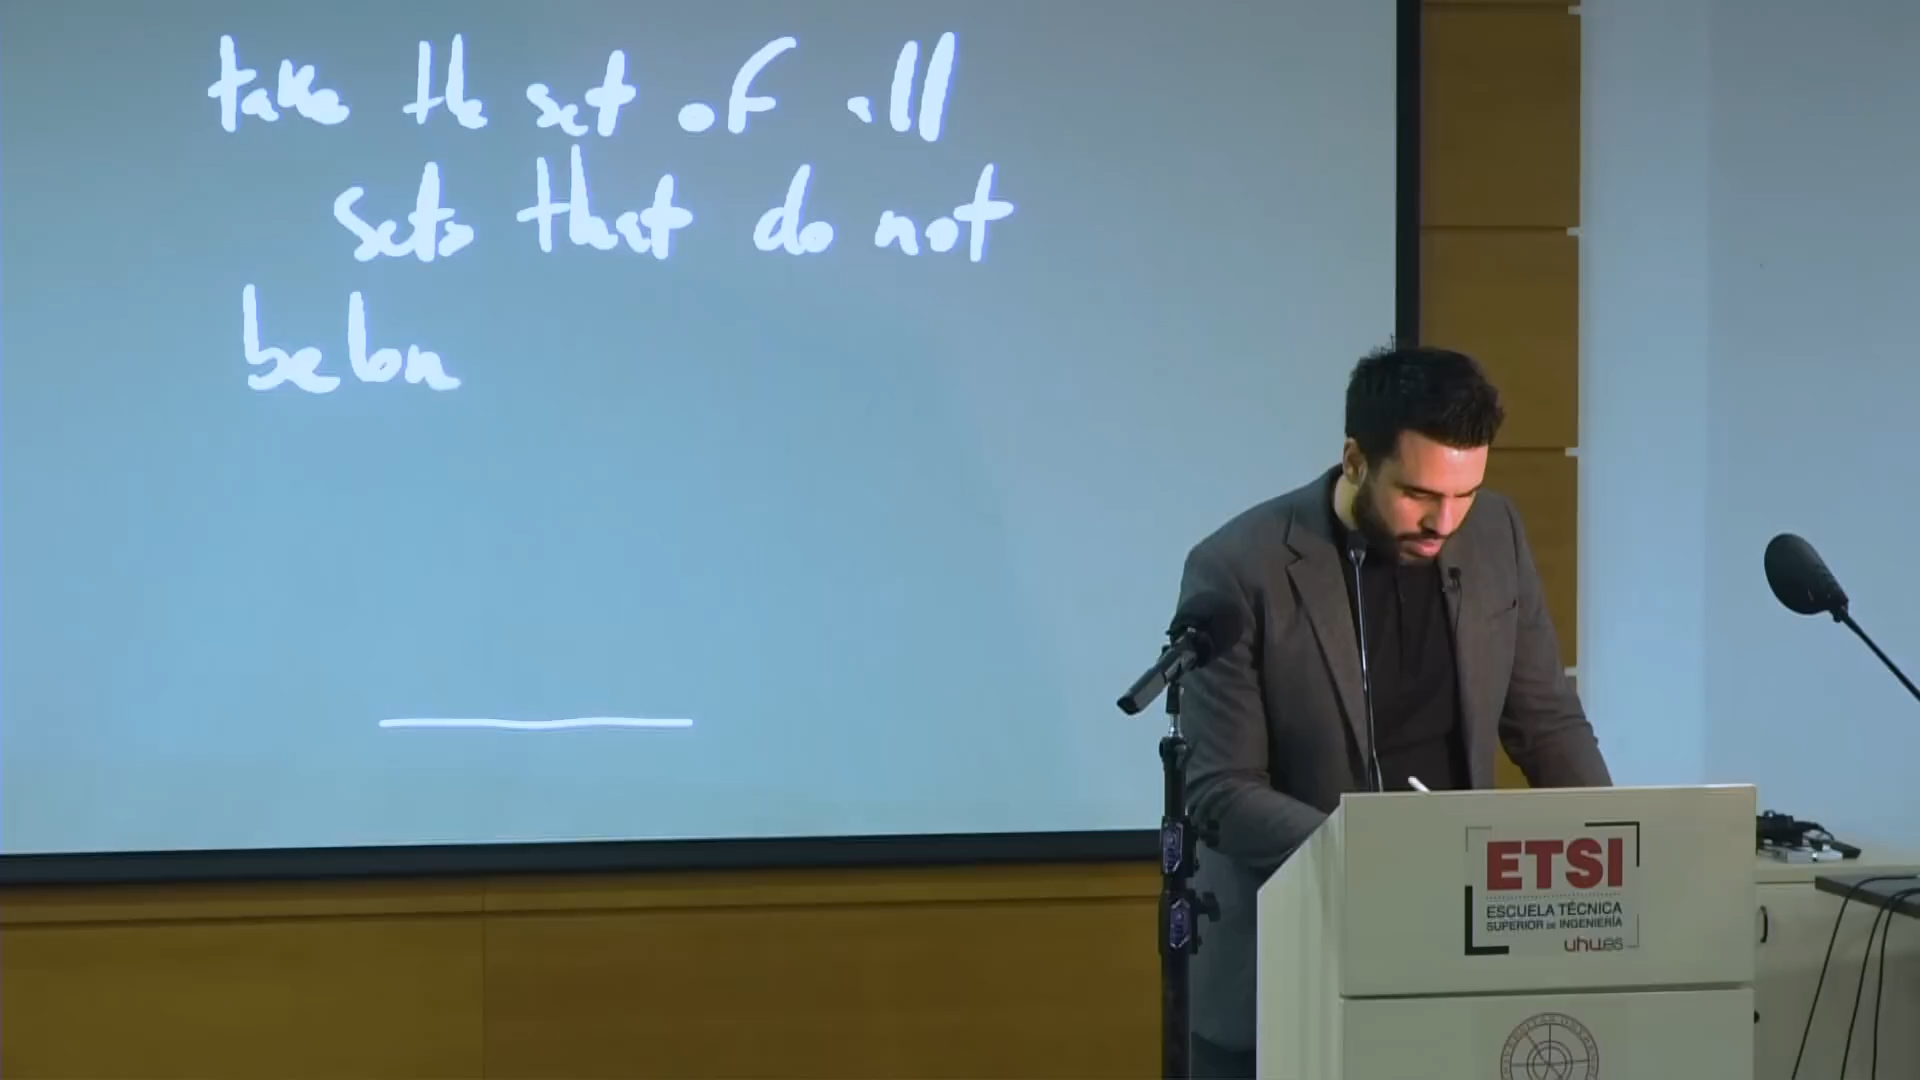 take the set of all
sets that do not
belon
ETSI
ESCUELA TÉCNICA
SUPERIOR DE INGENIERÍA
uhu.es